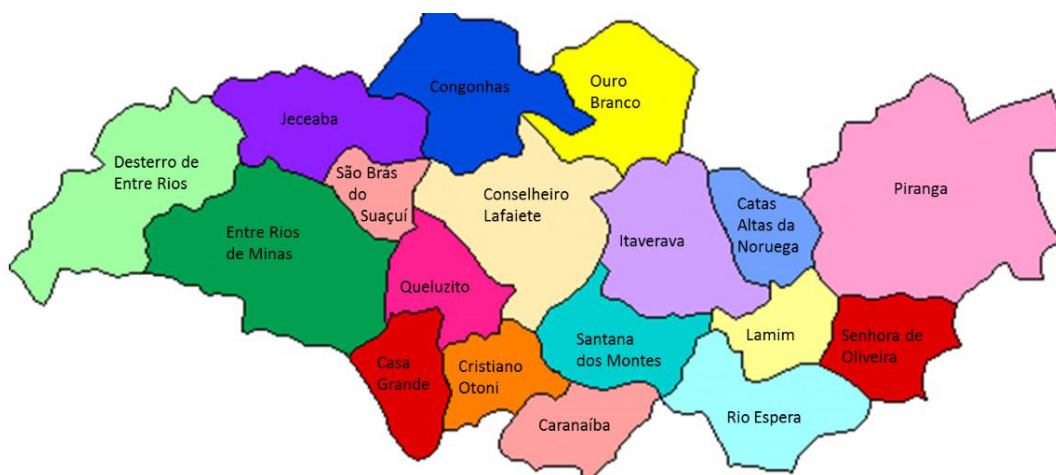 Congonhas
Ouro
Branco
Jeceaba
Desterro de
Entre Rios
São Brás
do
Suaçuí
Conselheiro
Lafaiete
Piranga
Catas
Altas da
Noruega
Entre Rios
de Minas
Itaverava
Queluzito
Lamim
Senhora de
Oliveira
Santana
dos Montes
Casa
Grande
Cristiano
Otoni
Caranaíba
Rio Espera